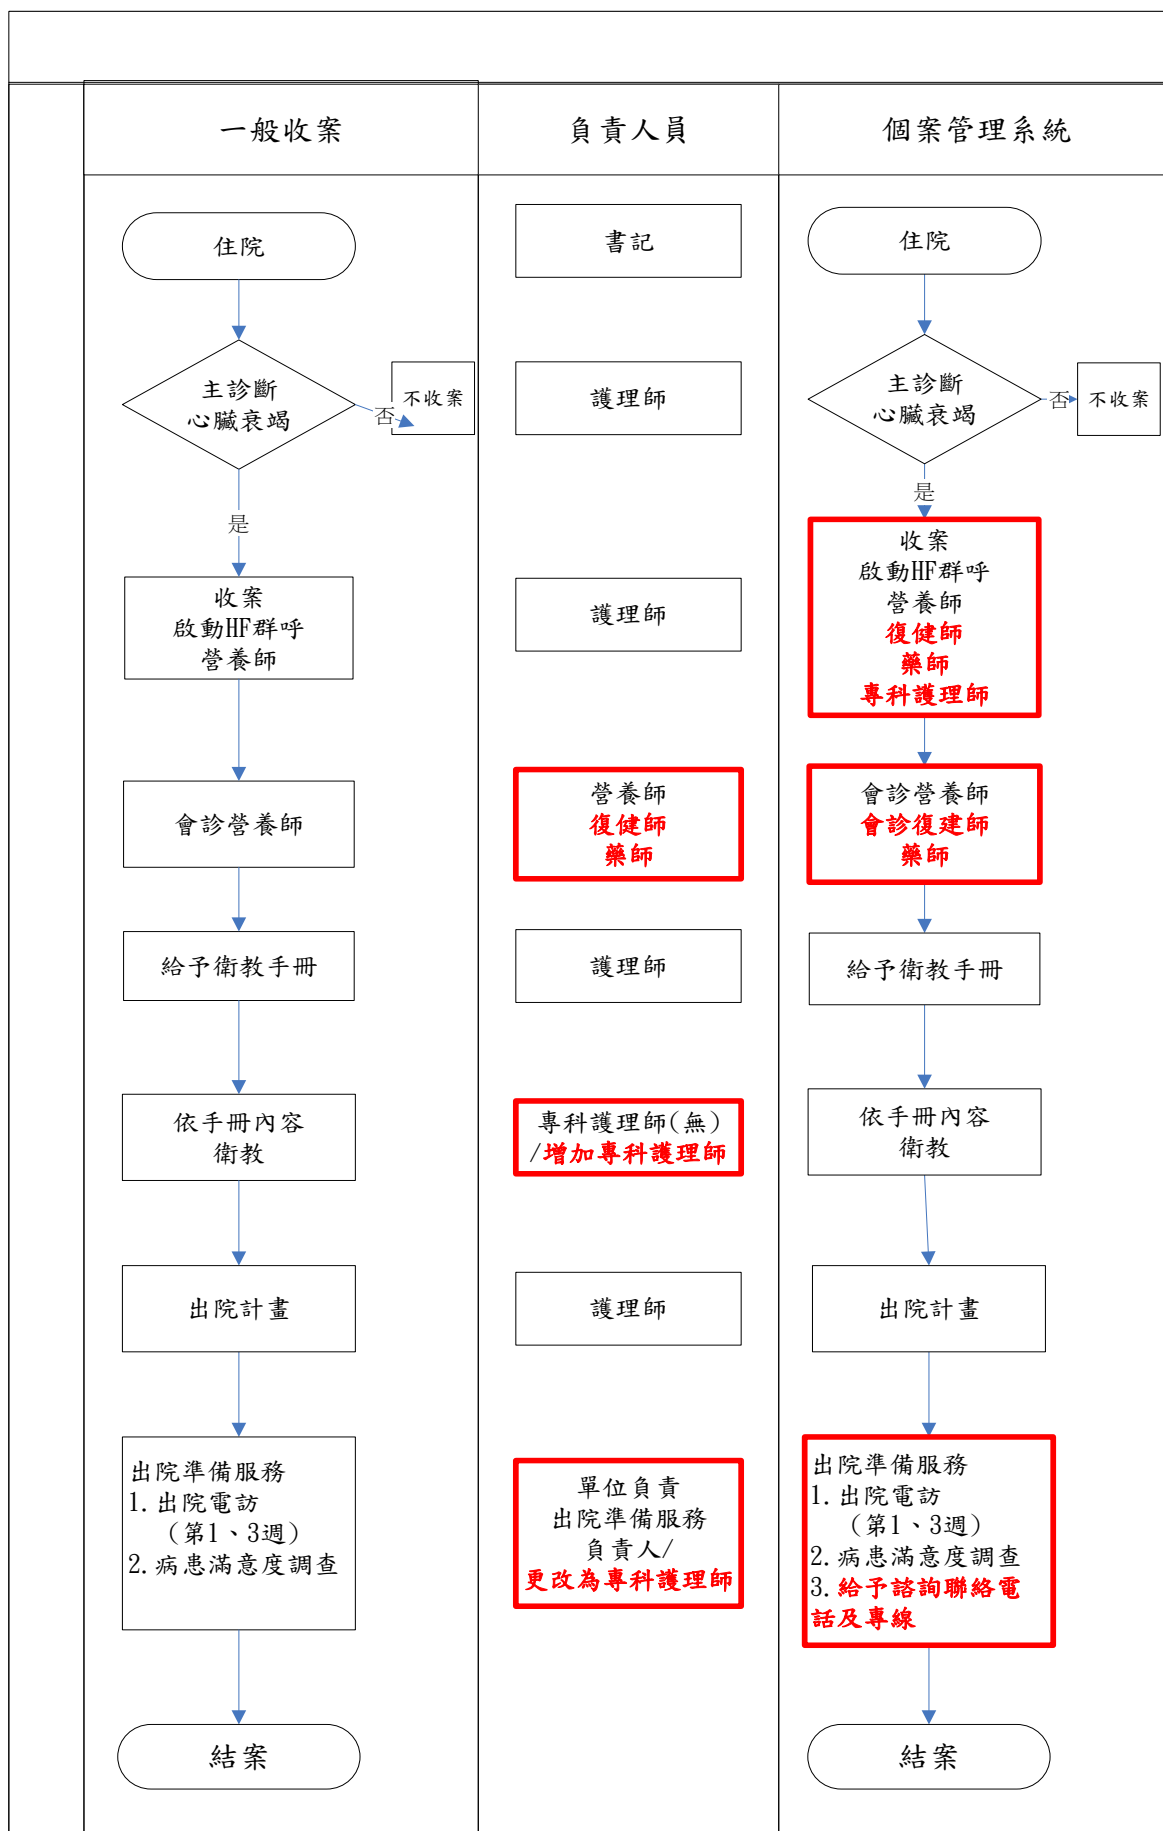 一般收案
負責人員
個案管理系統
住院
書記
住院
主診斷
心臟衰竭
否
不收案
護理師
主診斷
心臟衰竭
否
不收案
是
是
收案
啟動HF群呼
營養師
護理師
收案
啟動HF群呼
營養師
復健師
藥師
專科護理師
會診營養師
營養師
復健師
藥師
會診營養師
會診復建師
藥師
給予衛教手冊
護理師
給予衛教手冊
依手冊內容
衛教
專科護理師(無)
/增加專科護理師
依手冊內容
衛教
出院計畫
護理師
出院計畫
出院準備服務
1.出院電訪
（第1、3週）
2.病患滿意度調查
單位負責
出院準備服務
負責人/
更改為專科護理師
出院準備服務
1.出院電訪
（第1、3週）
2.病患滿意度調查
3.給予諮詢聯絡電
話及專線
結案
結案